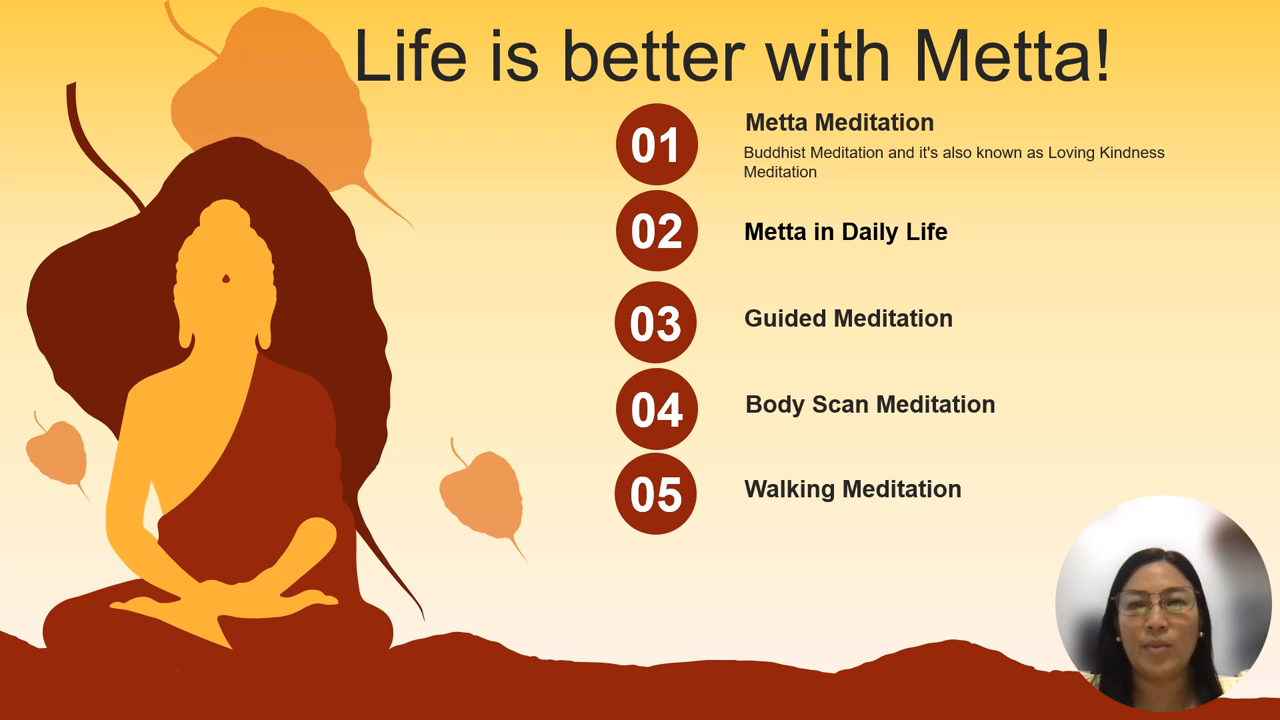 Life is better with Metta!
01
Metta Meditation
Buddhist Meditation and it's also known as Loving Kindness
Meditation
02
Metta in Daily Life
03
Guided Meditation
04
Body Scan Meditation
05
Walking Meditation